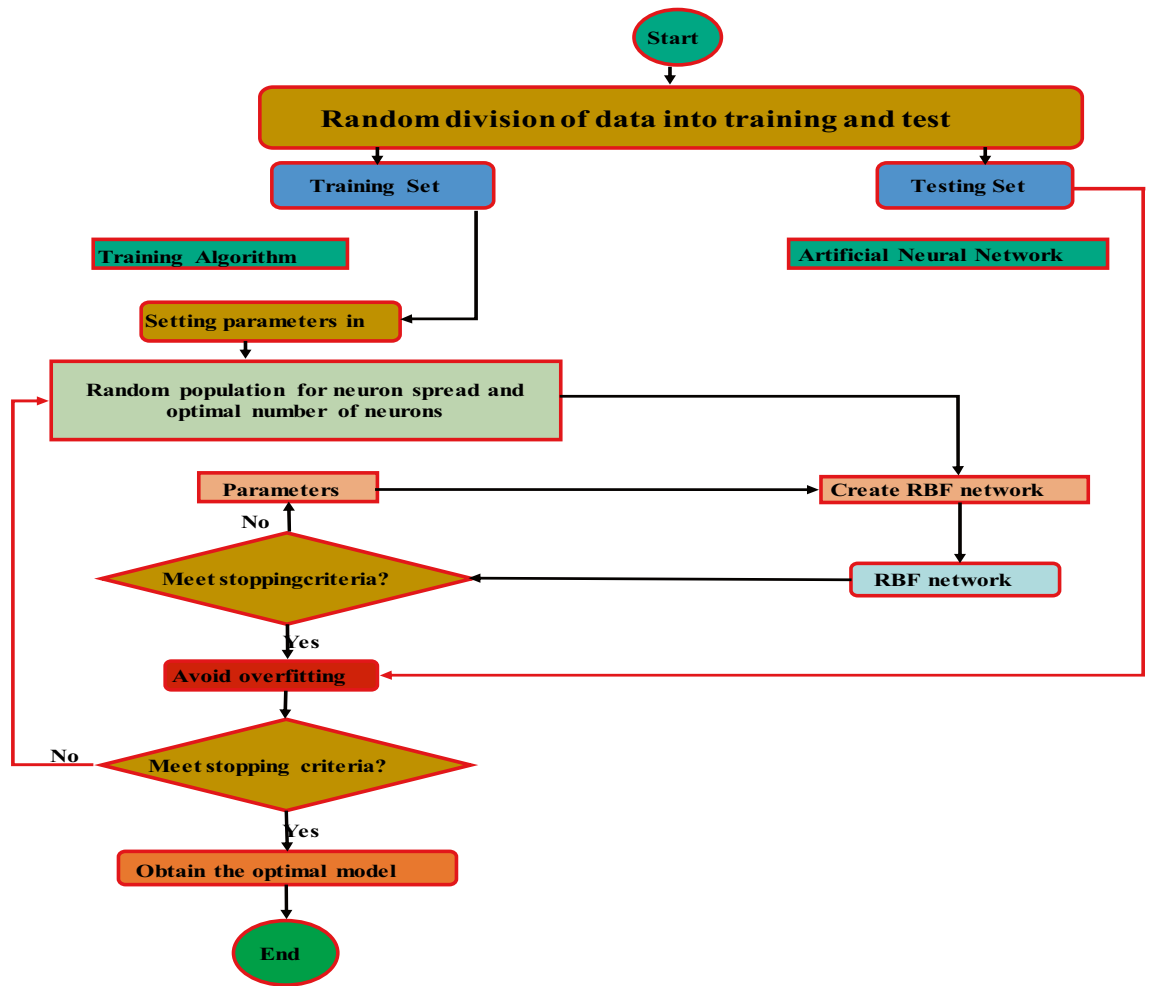 Start
Random division of data into training and test
Training Set
Testing Set
Training Algorithm
Artificial Neural Network
Setting parameters in
Random population for neuron spread and
optimal number of neurons
Parameters
Create RBF network
No
Meet stoppingcriteria?
RBF network
Yes
Avoid overfitting
No
Meet stopping criteria?
Yes
Obtain the optimal model
End